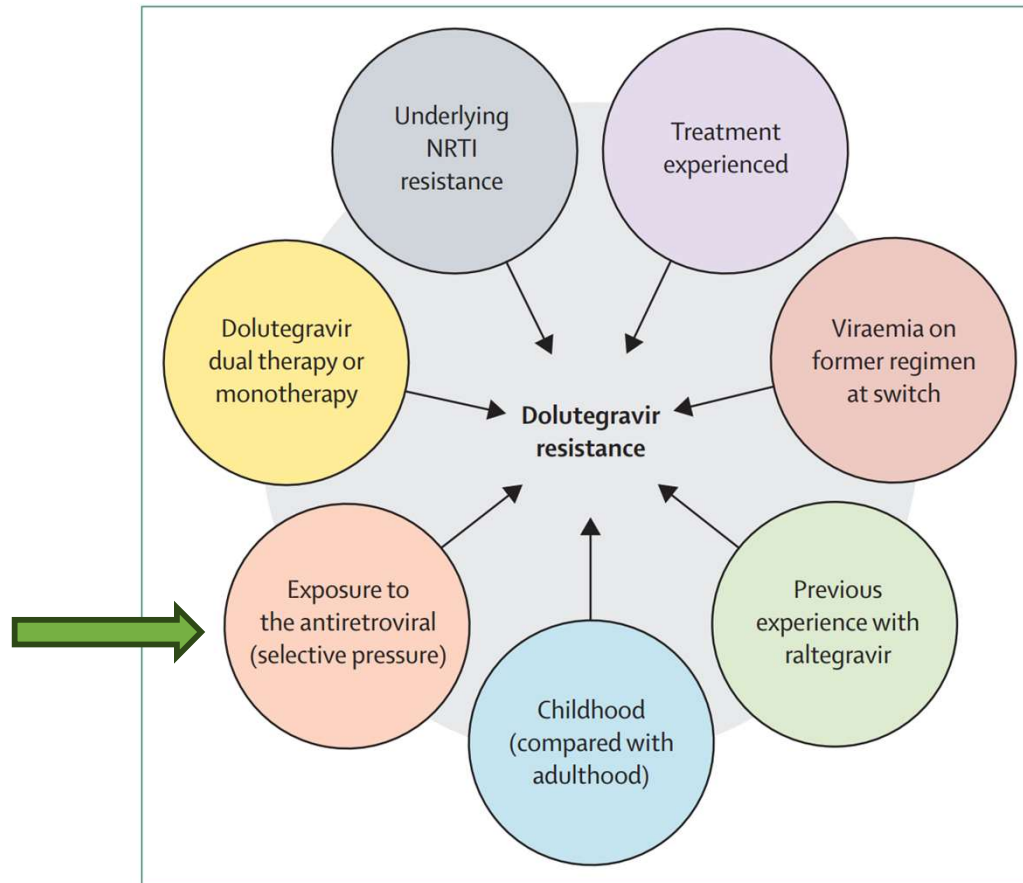 Underlying
NRTI
resistance
Treatment
experienced
Dolutegravir
dual therapy or
monotherapy
Viraemia on
former regimen
at switch
Dolutegravir
resistance
Exposure to
the antiretroviral
(selective pressure)
Previous
experience with
raltegravir
Childhood
(compared with
adulthood)